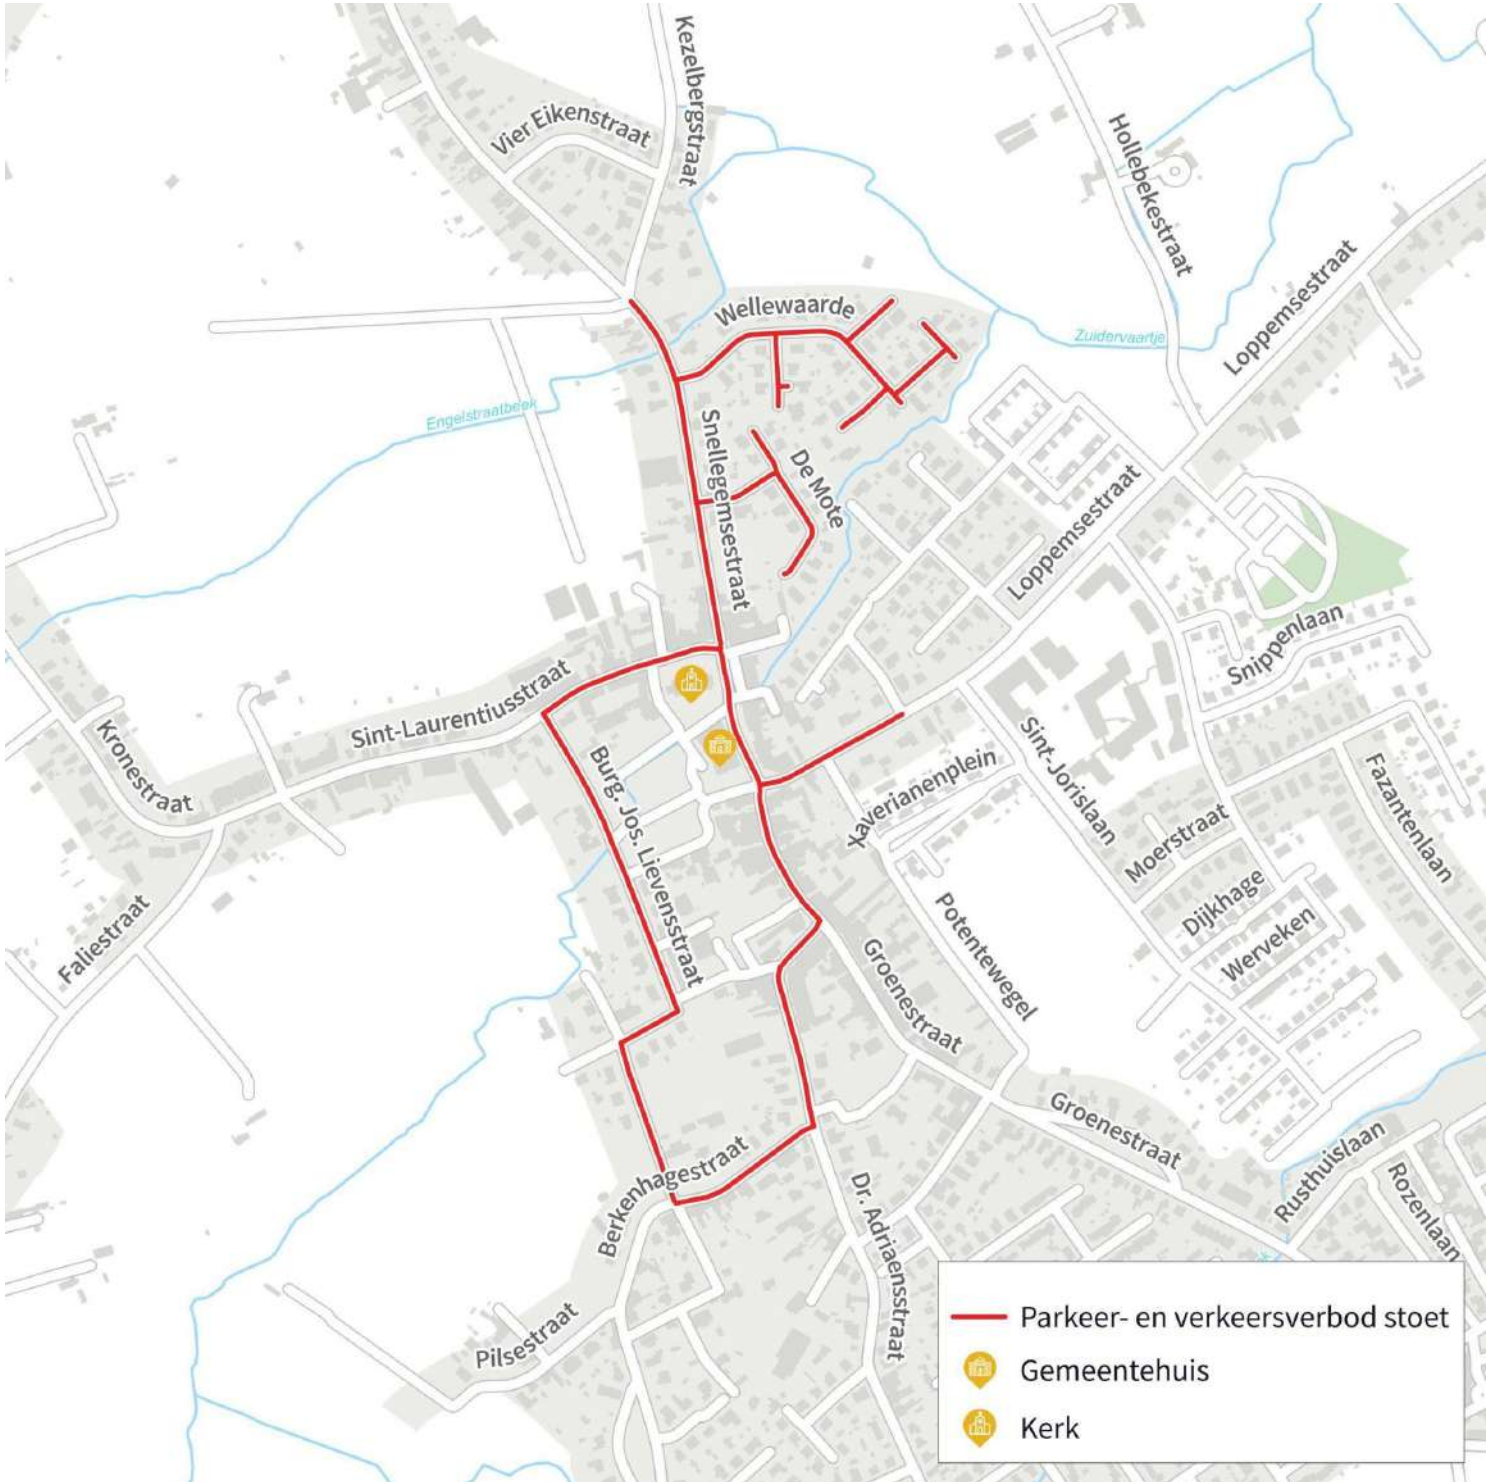 Kezelbergstraat
Vier Eikenstraat
Hollebekestraat
Loppemsestraat
Wellewaarde
Zuidervaartje
Engelstraatbeek
Snellegemsestraat
De Mote
Loppemsestraat
Snippenlaan
Sint-Laurentiusstraat
Kronestraat
Burg. Jos. Lievensstraat
Xaverianenplein
Sint-Jorislaan
Moerstraat
Fazantenlaan
Dijkhage
Werveken
Faliestraat
Potentewegel
Groenestraat
Groenestraat
Rusthuislaan
Rozenlaan
Berkenhagestraat
Dr. Adriaensstraat
Pilsestraat
Parkeer- en verkeersverbod stoet
Gemeentehuis
Kerk